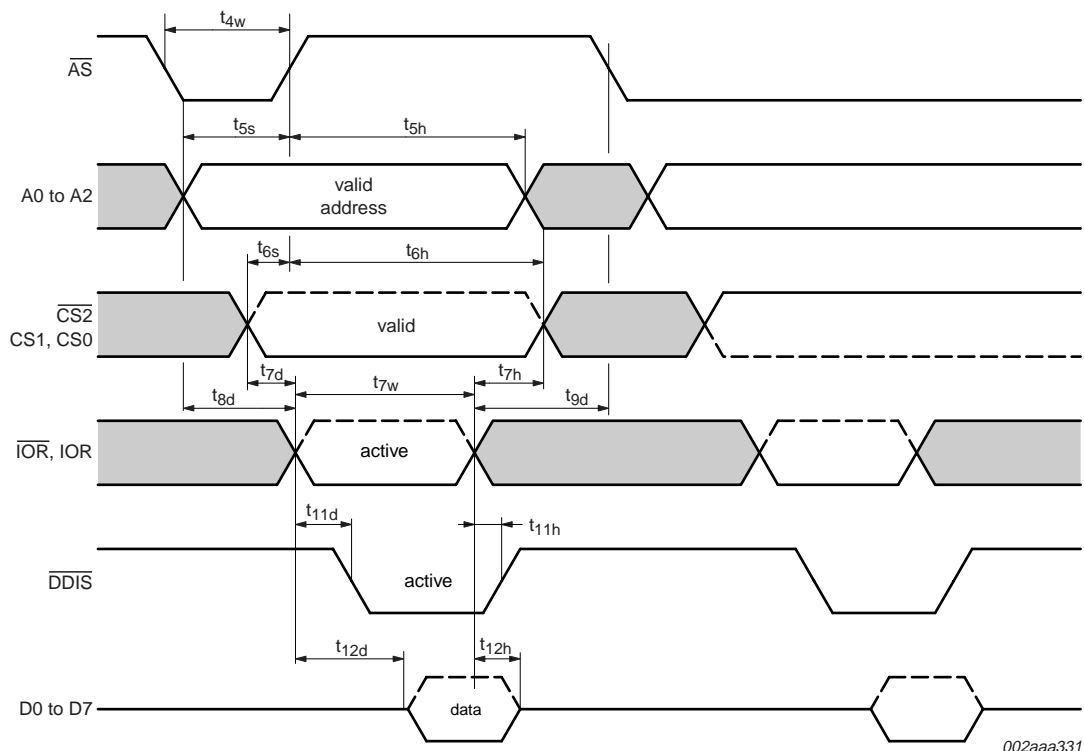 t4w
AS
t5s
t5h
A0 to A2
valid
address
t6s
t6h
CS2
CS1, CS0
valid
t7d
t7w
t7h
t8d
t9d
IOR, IOR
active
t11d
t11h
DDIS
active
t12d
t12h
D0 to D7
data
002aaa331